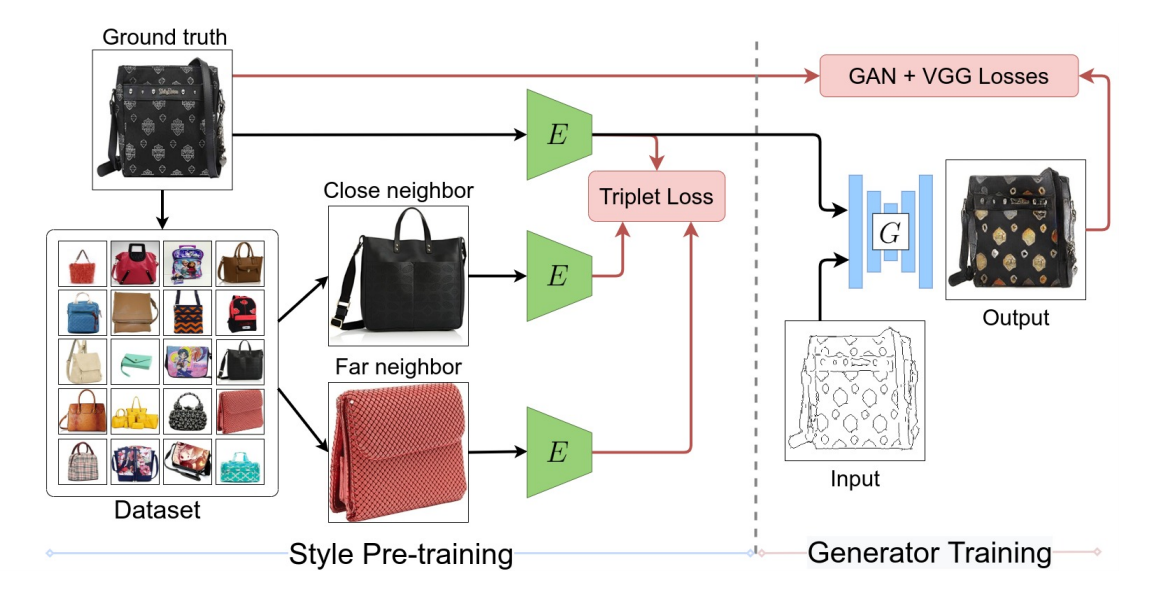 Ground truth
GAN + VGG Losses
E
Close neighbor
Triplet Loss
E
G
Output
Far neighbor
E
Input
Dataset
Style Pre-training
Generator Training